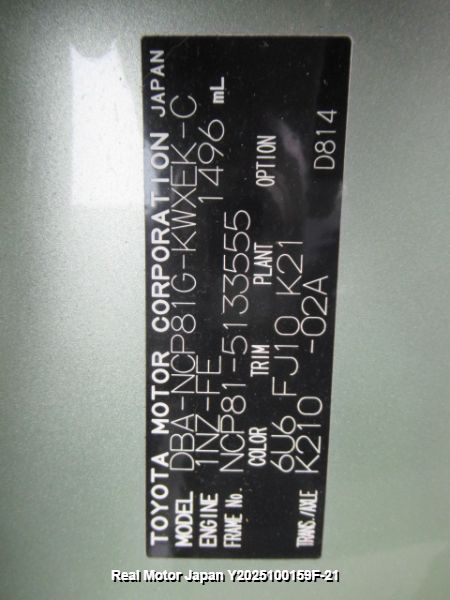 TOYOTA MOTOR CORPORATION JAPAN
MODEL DBA-NCP81G-KWXEK-C
ENGINE 1NZ-FE 1496 mL
FRAME No. NCP81-5133555
COLOR TRIM PLANT OPTION
6U6 FJ10 K21
TRANS./AXLE K210 -02A D814
Real Motor Japan Y2025100159F-21